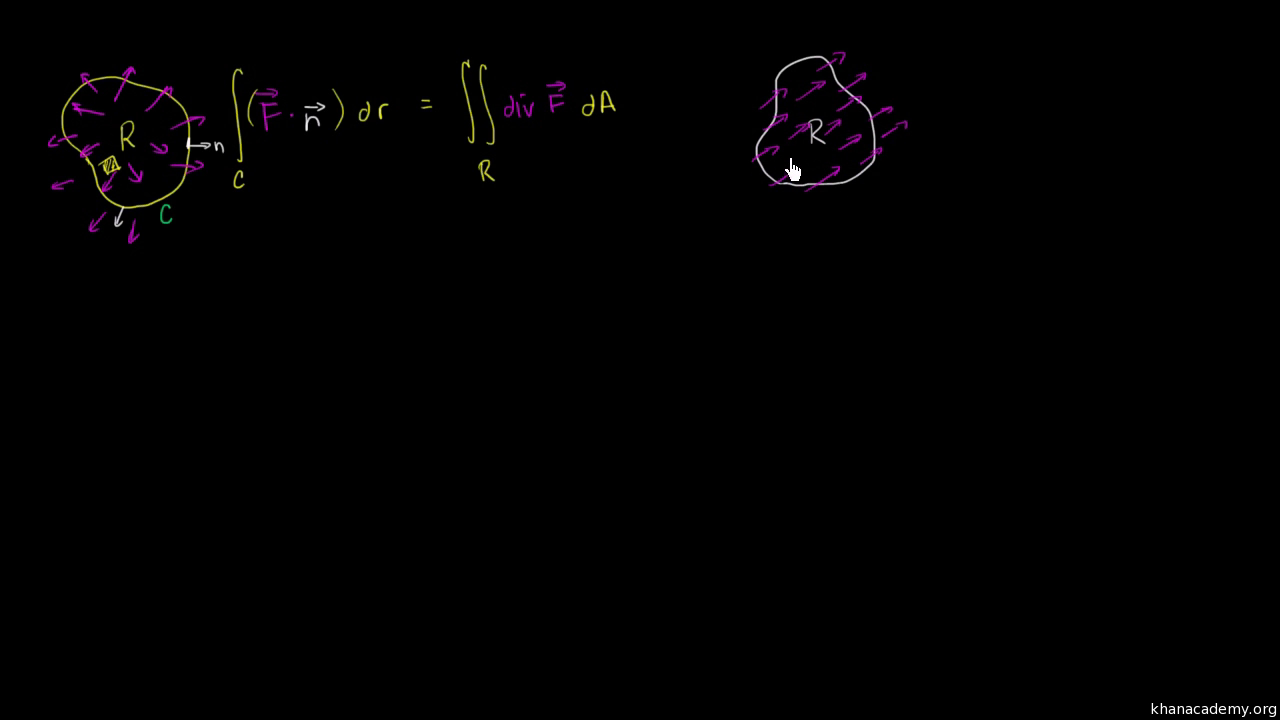 R
n
C
∫ (F⃗ · n⃗) dr = ∬ div F⃗ dA
C R
R
khanacademy.org